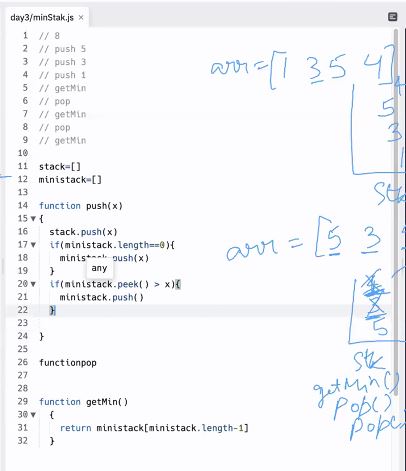 day3/minStak.js ×
1 // 8
2 // push 5
3 // push 3
4 // push 1
5 // getMin
6 // pop
7 // getMin
8 // pop
9 // getMin
10
11 stack=[]
12 ministack=[]
13
14 function push(x)
15 {
16 stack.push(x)
17 if(ministack.length==0){
18 ministack.push(x)
any
19 }
20 if(ministack.peek() > x){
21 ministack.push()
22 }
23
24 }
25
26 functionpop
27
28
29 function getMin()
30 {
31 return ministack[ministack.length-1]
32 }
arr=[1 3 5 4]
5
3
1
arr = [5 3
5
stk
getMin()
pop()